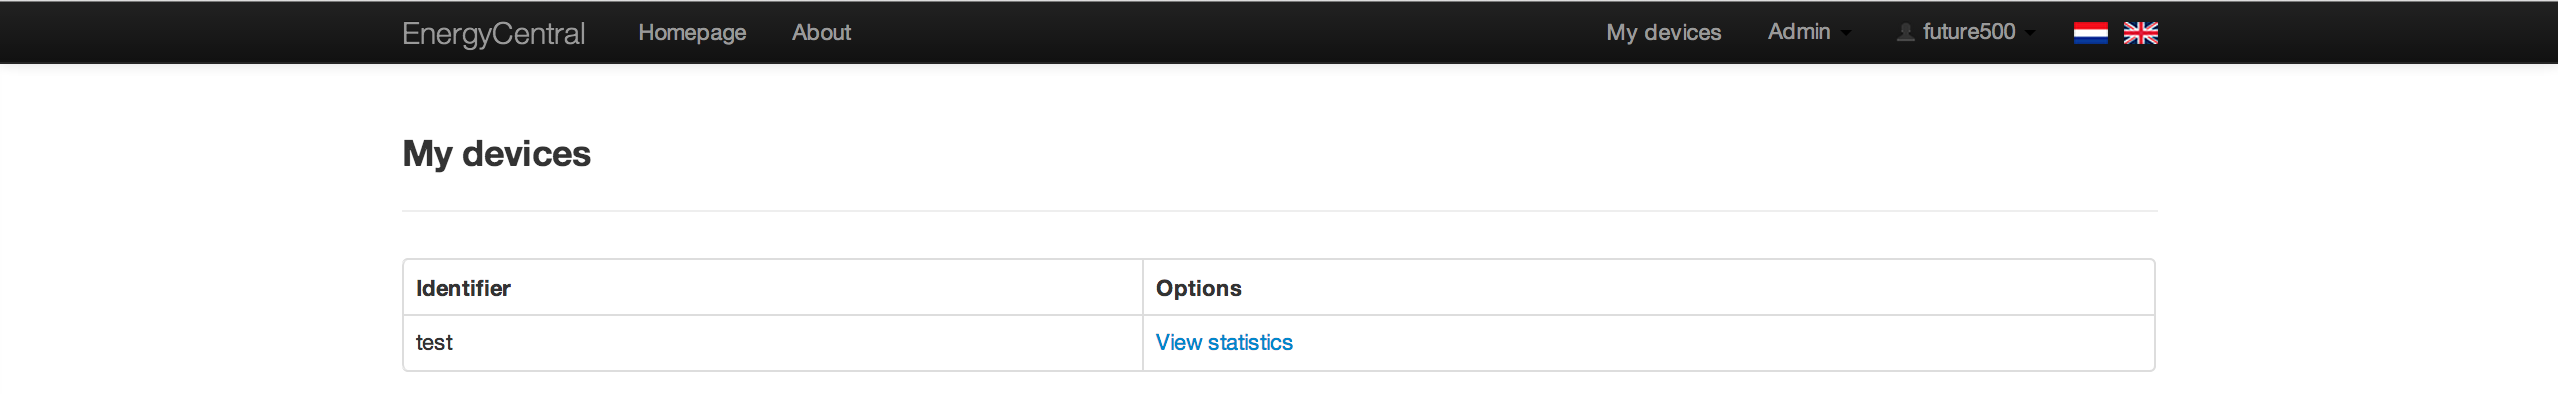 EnergyCentral Homepage About My devices Admin future500
My devices
Identifier Options
test View statistics